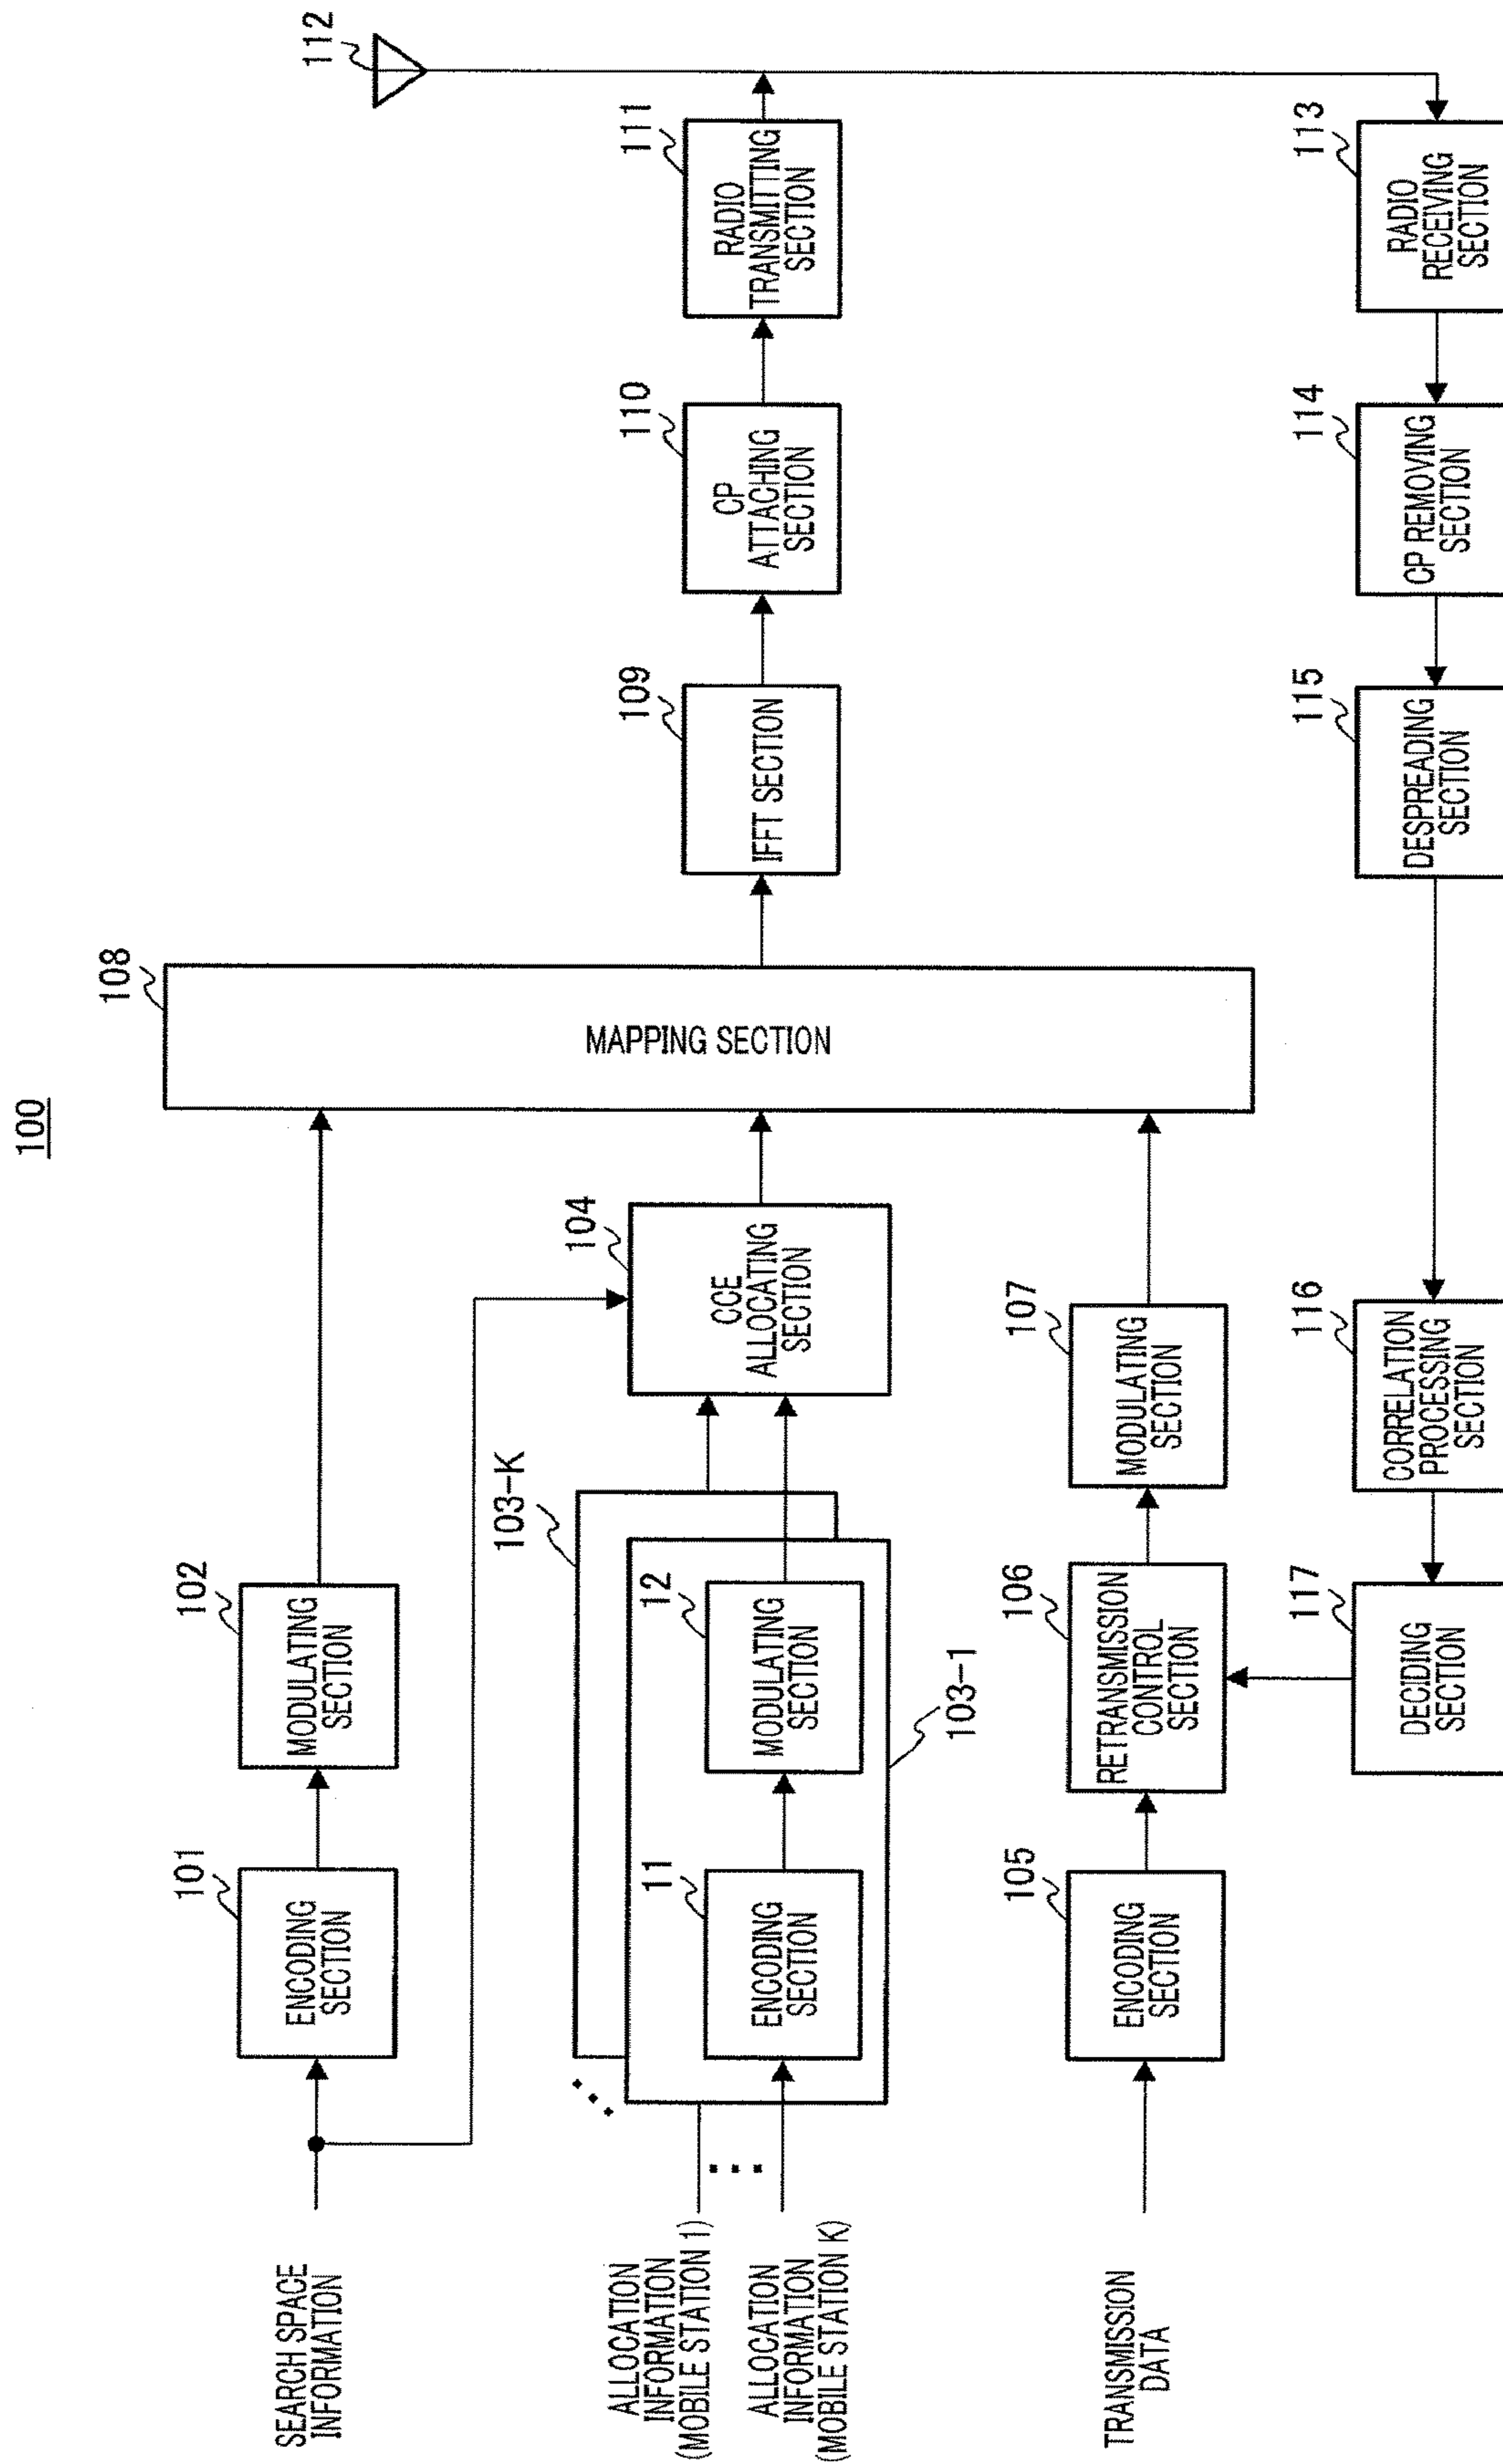 100
SEARCH SPACE
INFORMATION
101
ENCODING
SECTION
102
MODULATING
SECTION
108
MAPPING SECTION
112
ALLOCATION
INFORMATION
(MOBILE STATION 1)
...
ALLOCATION
INFORMATION
(MOBILE STATION K)
103-K
11
ENCODING
SECTION
12
MODULATING
SECTION
103-1
104
CCE
ALLOCATING
SECTION
109
IFFT SECTION
110
CP
ATTACHING
SECTION
111
RADIO
TRANSMITTING
SECTION
TRANSMISSION
DATA
105
ENCODING
SECTION
106
RETRANSMISSION
CONTROL
SECTION
107
MODULATING
SECTION
117
DECIDING
SECTION
116
CORRELATION
PROCESSING
SECTION
115
DESPREADING
SECTION
114
CP REMOVING
SECTION
113
RADIO
RECEIVING
SECTION